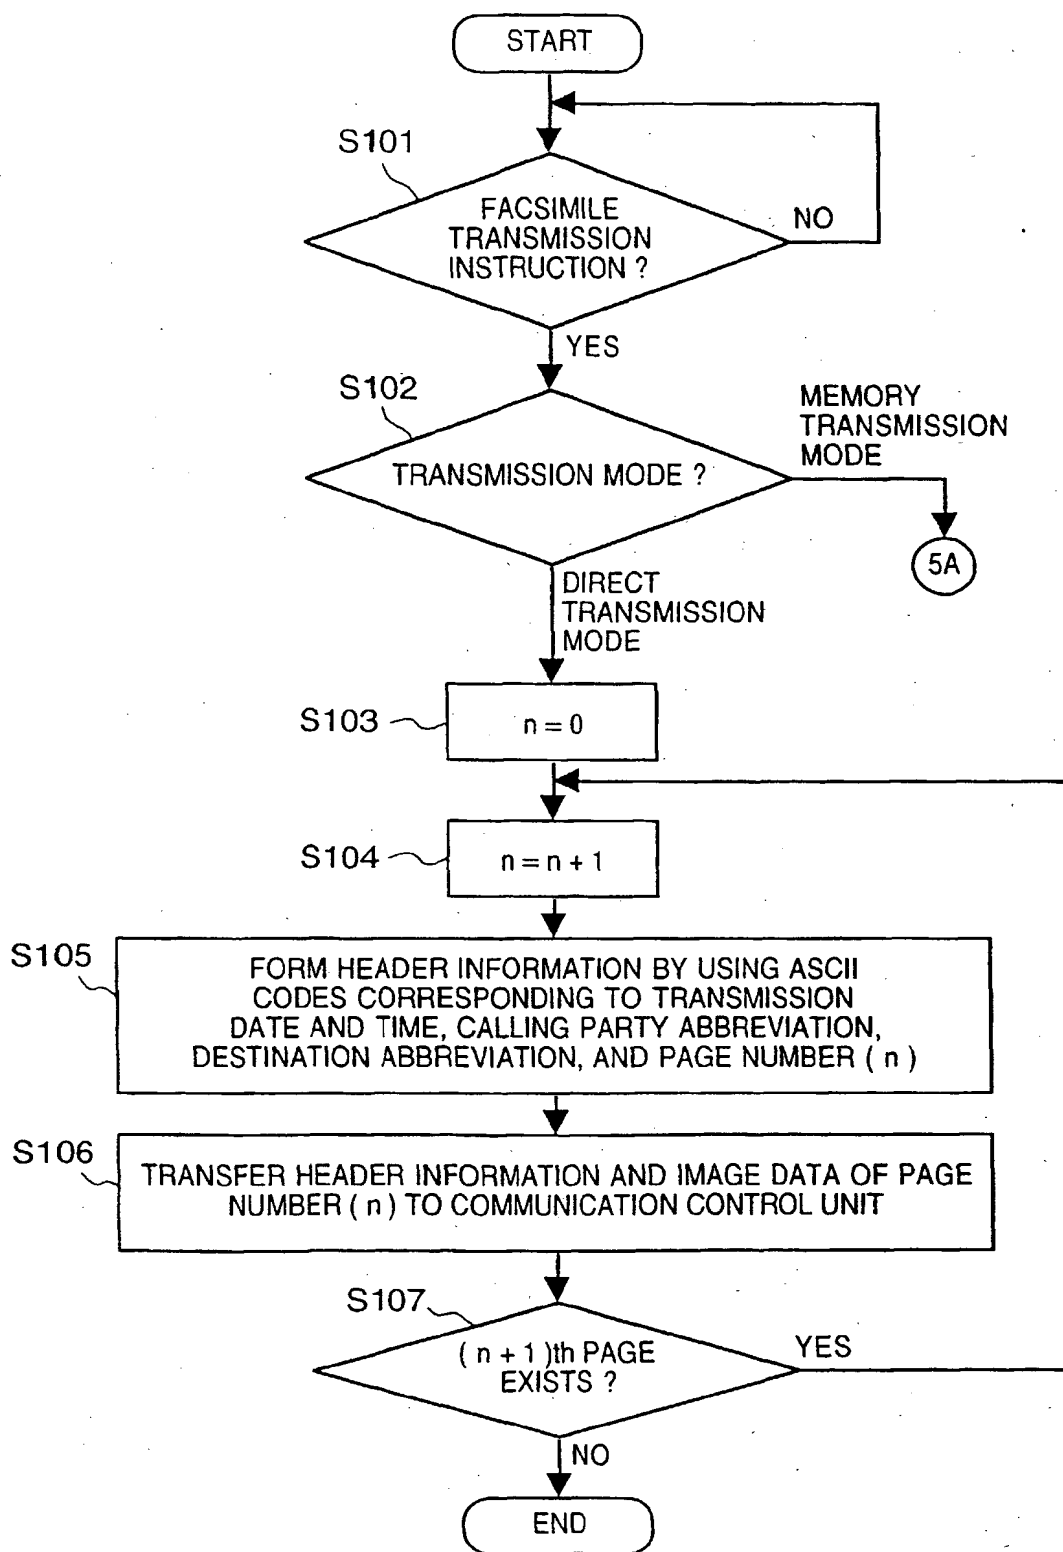 START
S101
FACSIMILE
TRANSMISSION
INSTRUCTION ?
NO
YES
S102
TRANSMISSION MODE ?
MEMORY
TRANSMISSION
MODE
5A
DIRECT
TRANSMISSION
MODE
S103
n = 0
S104
n = n + 1
S105
FORM HEADER INFORMATION BY USING ASCII
CODES CORRESPONDING TO TRANSMISSION
DATE AND TIME, CALLING PARTY ABBREVIATION,
DESTINATION ABBREVIATION, AND PAGE NUMBER ( n )
S106
TRANSFER HEADER INFORMATION AND IMAGE DATA OF PAGE
NUMBER ( n ) TO COMMUNICATION CONTROL UNIT
S107
( n + 1 )th PAGE
EXISTS ?
YES
NO
END